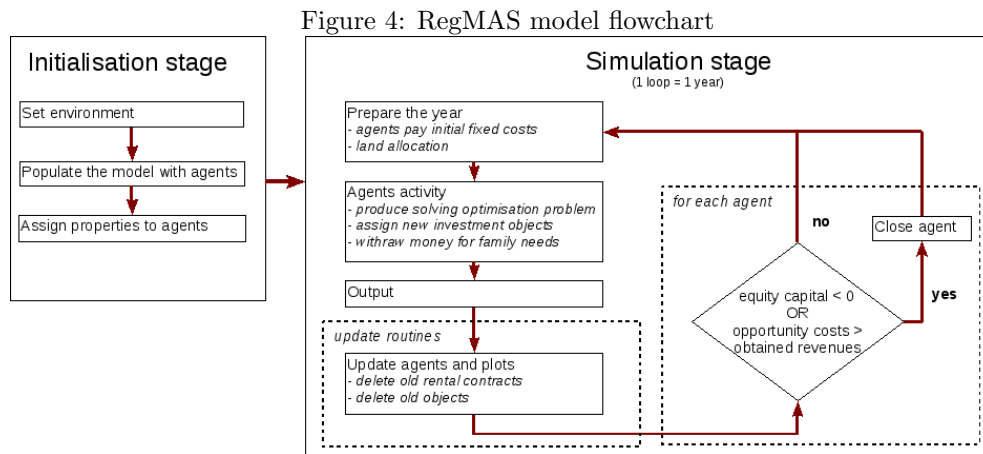 Figure 4: RegMAS model flowchart
Initialisation stage
Set environment
Populate the model with agents
Assign properties to agents
Simulation stage
(1 loop = 1 year)
Prepare the year
- agents pay initial fixed costs
- land allocation
Agents activity
- produce solving optimisation problem
- assign new investment objects
- withraw money for family needs
Output
update routines
Update agents and plots
- delete old rental contracts
- delete old objects
for each agent
no
Close agent
yes
equity capital < 0
OR
opportunity costs >
obtained revenues